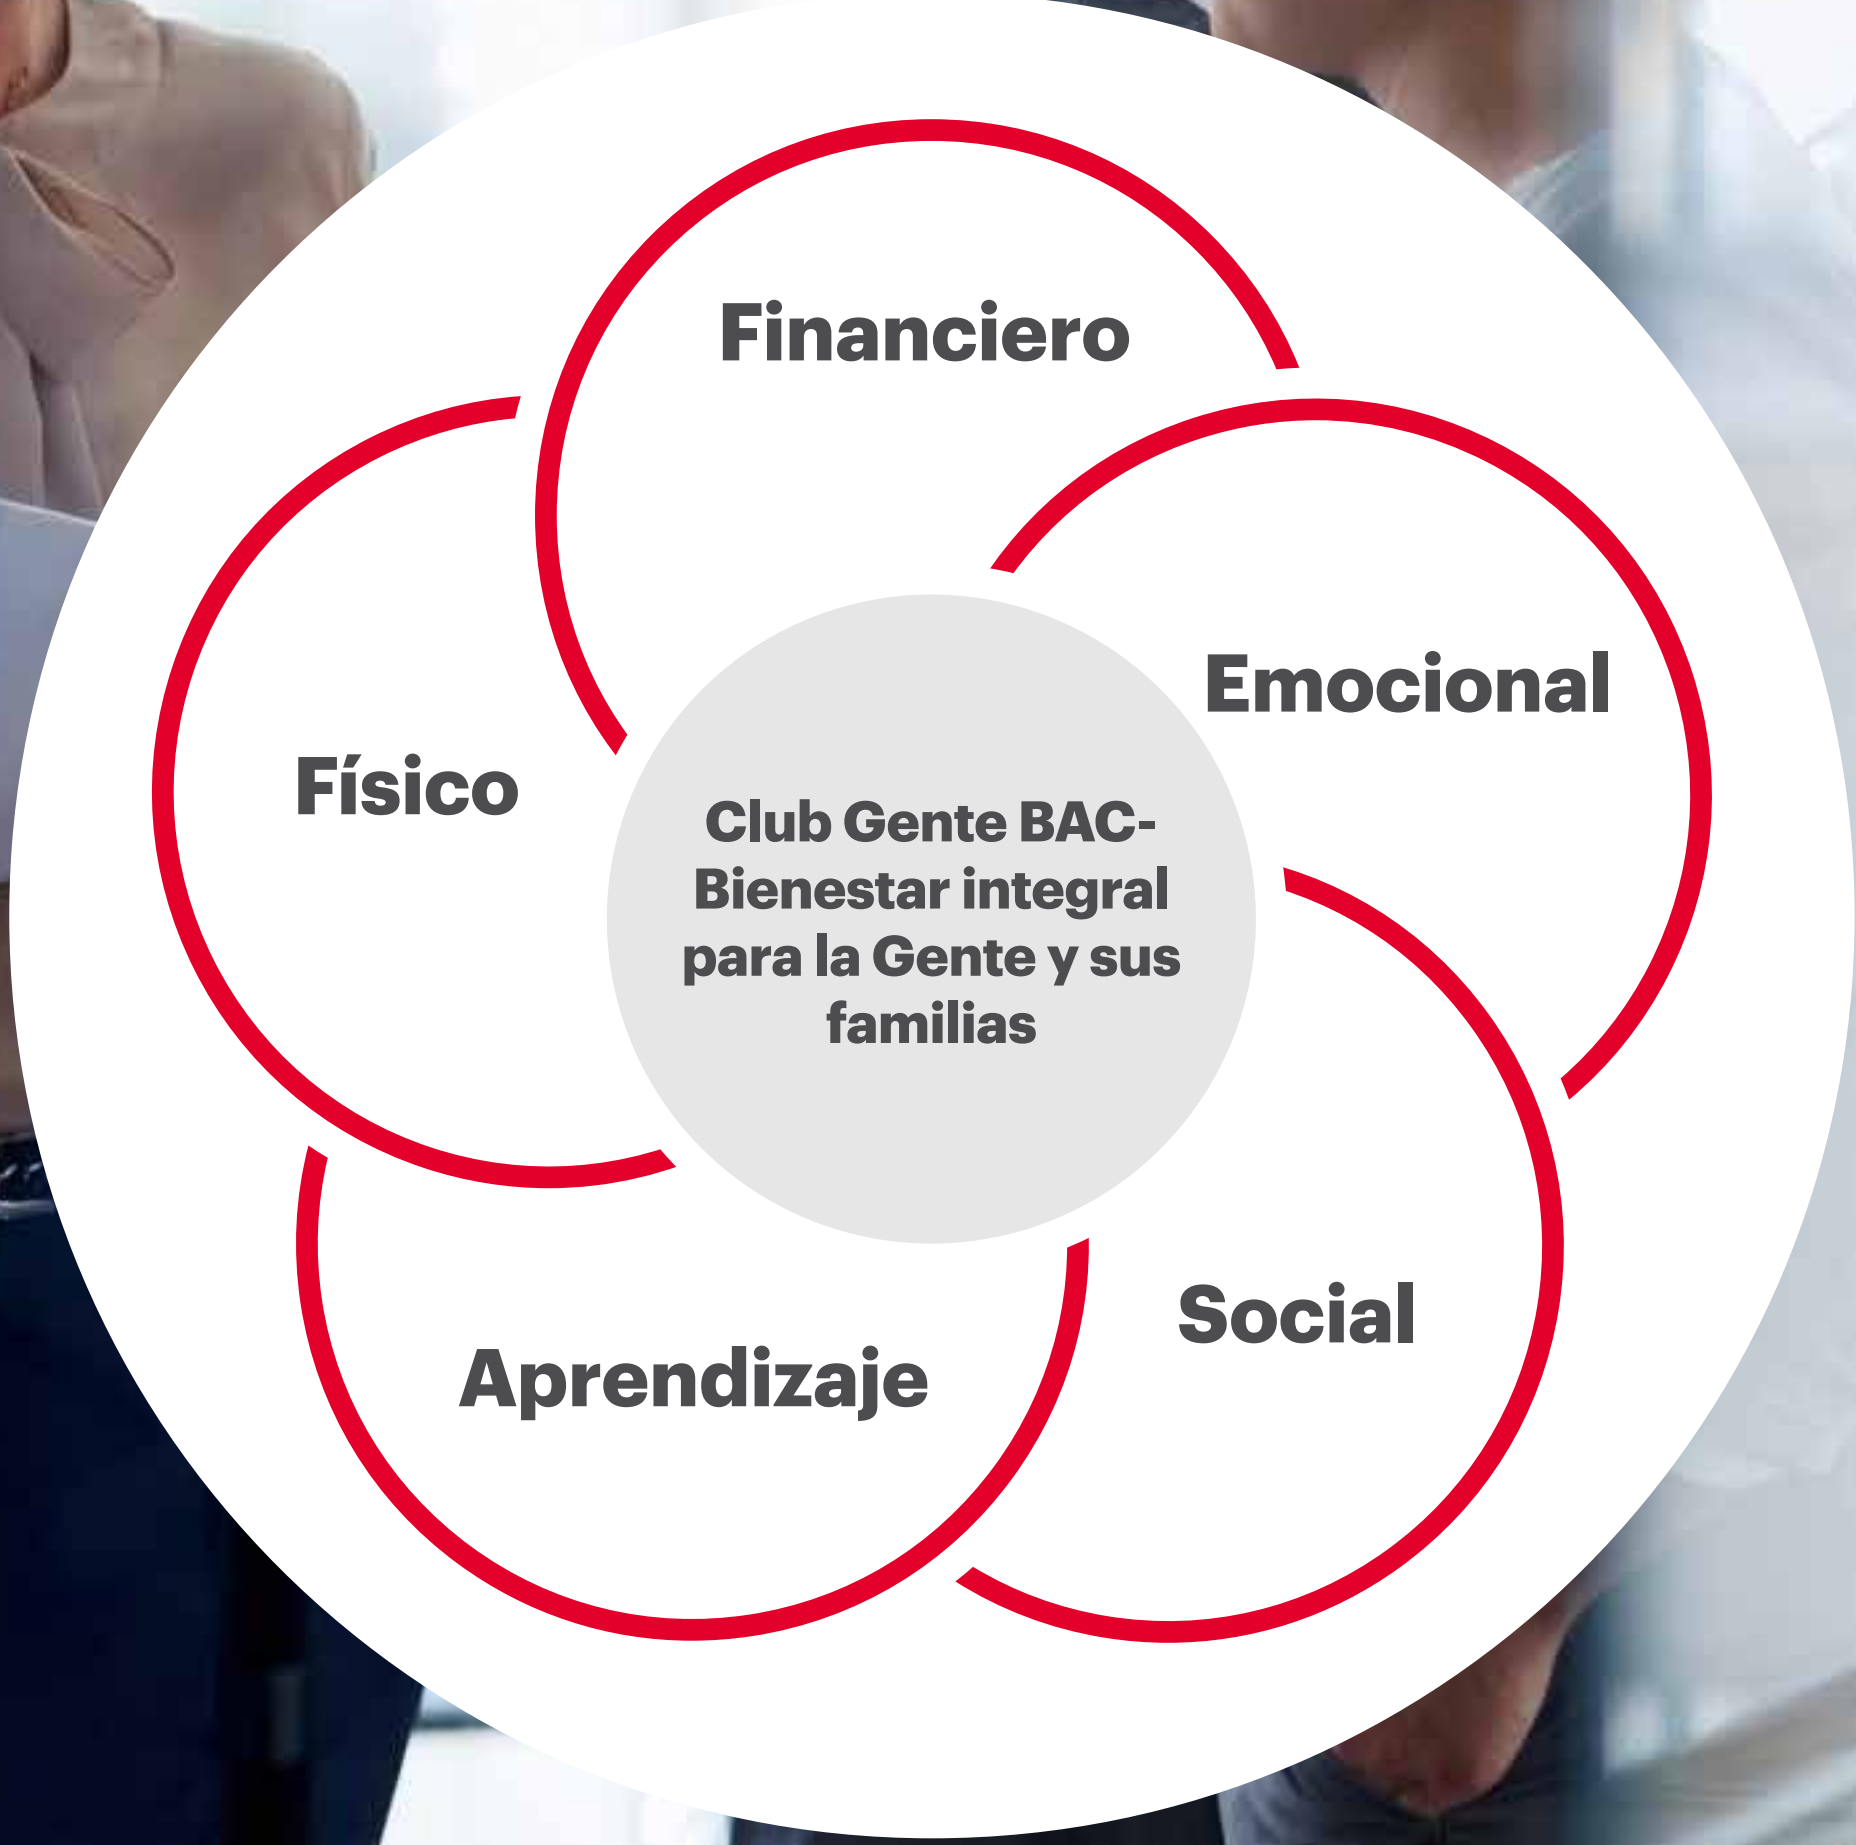 Financiero
Emocional
Físico
Club Gente BAC-
Bienestar integral
para la Gente y sus
familias
Social
Aprendizaje